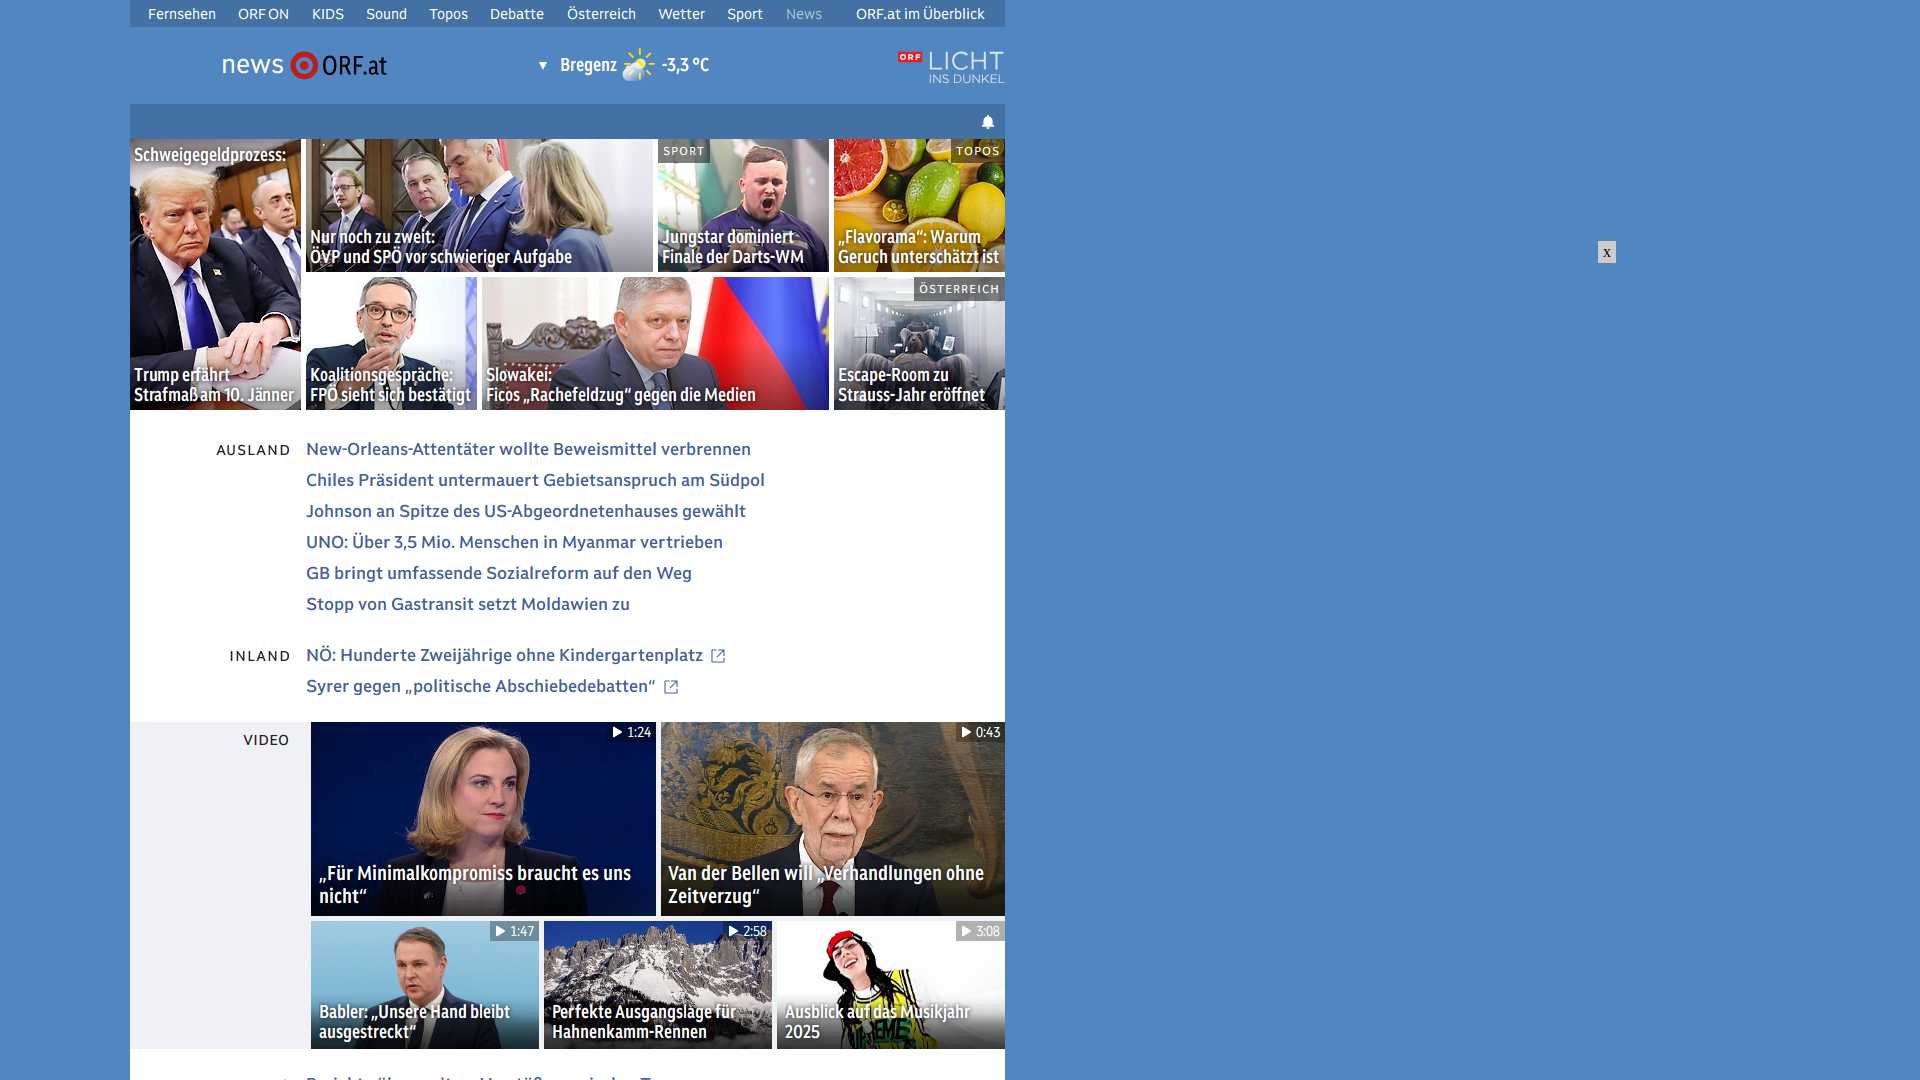 Fernsehen ORF ON KIDS Sound Topos Debatte Österreich Wetter Sport News ORF.at im Überblick
news ORF.at
▼ Bregenz -3,3 °C
ORF LICHT
INS DUNKEL
Schweigegeldprozess:
Trump erfährt
Strafmaß am 10. Jänner
Nur noch zu zweit:
ÖVP und SPÖ vor schwieriger Aufgabe
SPORT
Jungstar dominiert
Finale der Darts-WM
TOPOS
„Flavorama“: Warum
Geruch unterschätzt ist
x
Koalitionsgespräche:
FPÖ sieht sich bestätigt
Slowakei:
Ficos „Rachefeldzug“ gegen die Medien
ÖSTERREICH
Escape-Room zu
Strauss-Jahr eröffnet
AUSLAND
New-Orleans-Attentäter wollte Beweismittel verbrennen
Chiles Präsident untermauert Gebietsanspruch am Südpol
Johnson an Spitze des US-Abgeordnetenhauses gewählt
UNO: Über 3,5 Mio. Menschen in Myanmar vertrieben
GB bringt umfassende Sozialreform auf den Weg
Stopp von Gastransit setzt Moldawien zu
INLAND
NÖ: Hunderte Zweijährige ohne Kindergartenplatz
Syrer gegen „politische Abschiebedebatten“
VIDEO
1:24
„Für Minimalkompromiss braucht es uns
nicht“
0:43
Van der Bellen will „Verhandlungen ohne
Zeitverzug“
1:47
Babler: „Unsere Hand bleibt
ausgestreckt“
2:58
Perfekte Ausgangslage für
Hahnenkamm-Rennen
3:08
Ausblick auf das Musikjahr
2025